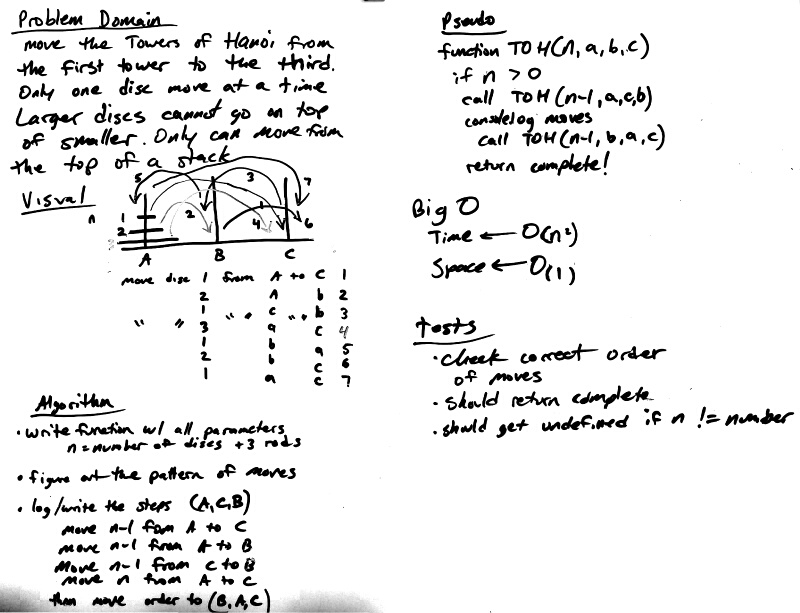 Problem Domain
move the Towers of Hanoi from
the first tower to the third.
Only one disc move at a time
Larger discs cannot go on top
of smaller. Only can move from
the top of a stack
Visual
n
1
2
3
5
1
2
3
4
1
7
6
A B C
move disc 1 from A to C 1
2 A b 2
" " 1 " " c " " b 3
3 a c 4
1 b a 5
2 b c 6
1 a c 7
Algorithm
• write function w/ all parameters
n = number of discs + 3 rods
• figure out the pattern of moves
• log/write the steps (A,C,B)
move n-1 from A to C
move n-1 from A to B
Move n-1 from C to B
move n from A to C
then move order to (B,A,C)
Pseudo
function TOH(n,a,b,c)
if n > 0
call TOH(n-1,a,c,b)
console log moves
call TOH(n-1,b,a,c)
return complete!
Big O
Time ← O(n²)
Space ← O(1)
tests
• check correct order
of moves
• should return complete
• should get undefined if n != number